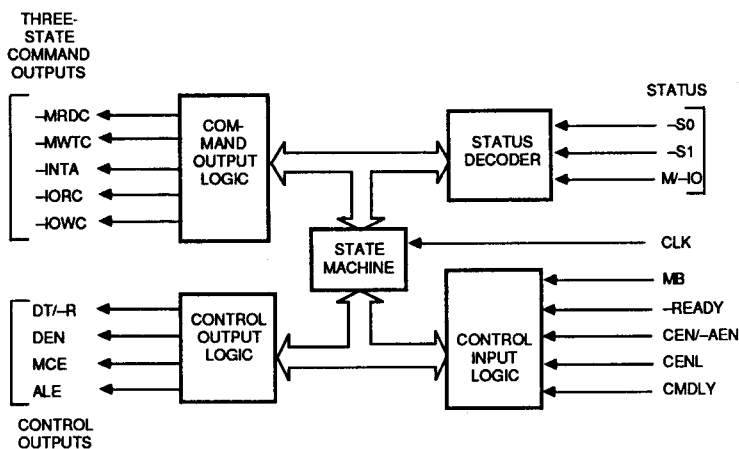 THREE-
STATE
COMMAND
OUTPUTS
–MRDC
–MWTC
–INTA
–IORC
–IOWC
COM-
MAND
OUTPUT
LOGIC
STATUS
DECODER
STATUS
–S0
–S1
M/–IO
STATE
MACHINE
CLK
DT/–R
DEN
MCE
ALE
CONTROL
OUTPUTS
CONTROL
OUTPUT
LOGIC
CONTROL
INPUT
LOGIC
MB
–READY
CEN/–AEN
CENL
CMDLY